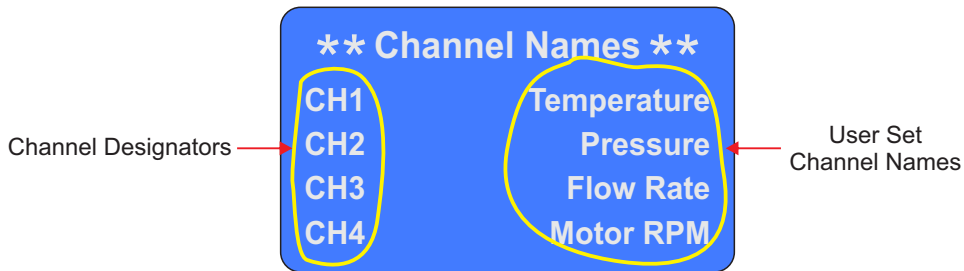 ** Channel Names **
CH1 Temperature
CH2 Pressure
CH3 Flow Rate
CH4 Motor RPM
Channel Designators
User Set
Channel Names